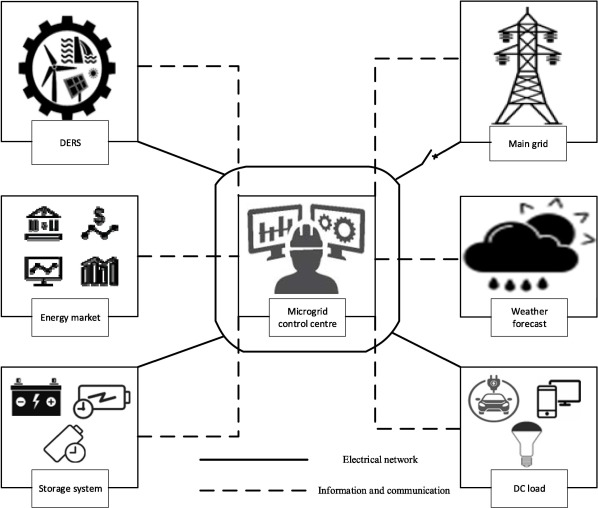 DERS
Main grid
Energy market
$
Microgrid
control centre
Weather
forecast
Storage system
DC load
Electrical network
Information and communication